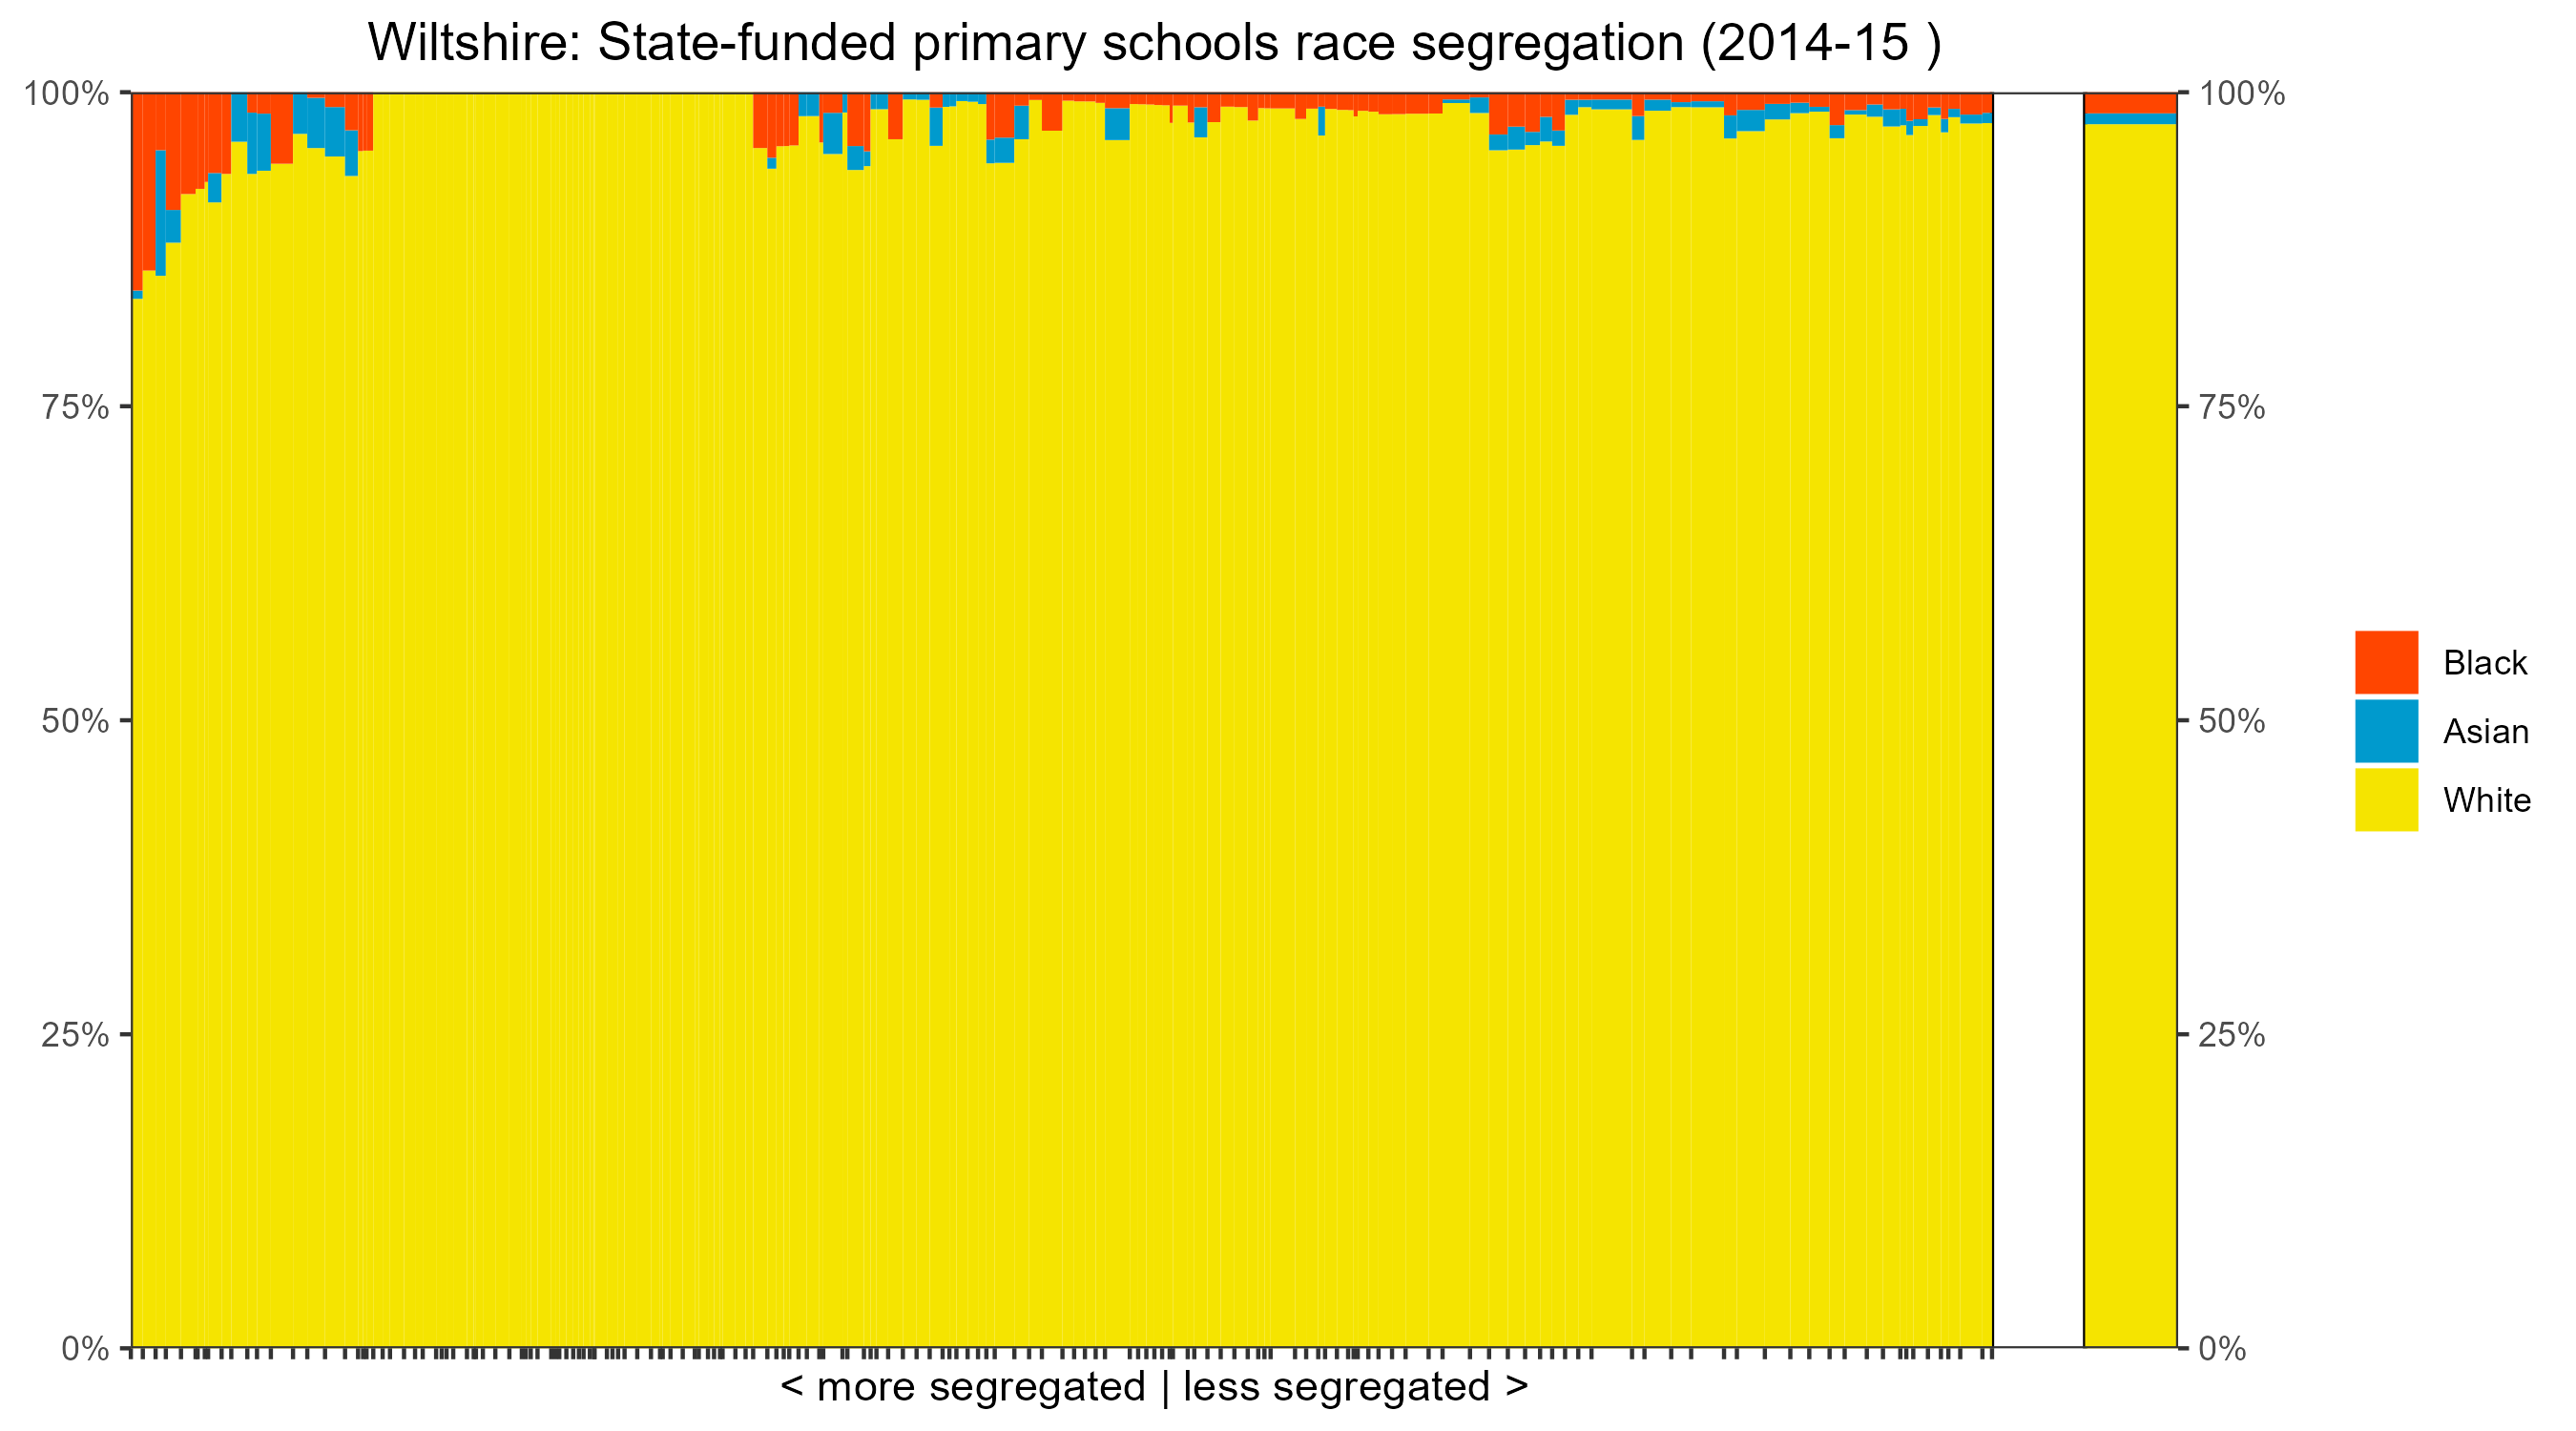 Wiltshire: State-funded primary schools race segregation (2014-15 )
100%
75%
50%
25%
0%
100%
75%
50%
25%
0%
Black
Asian
White
< more segregated | less segregated >